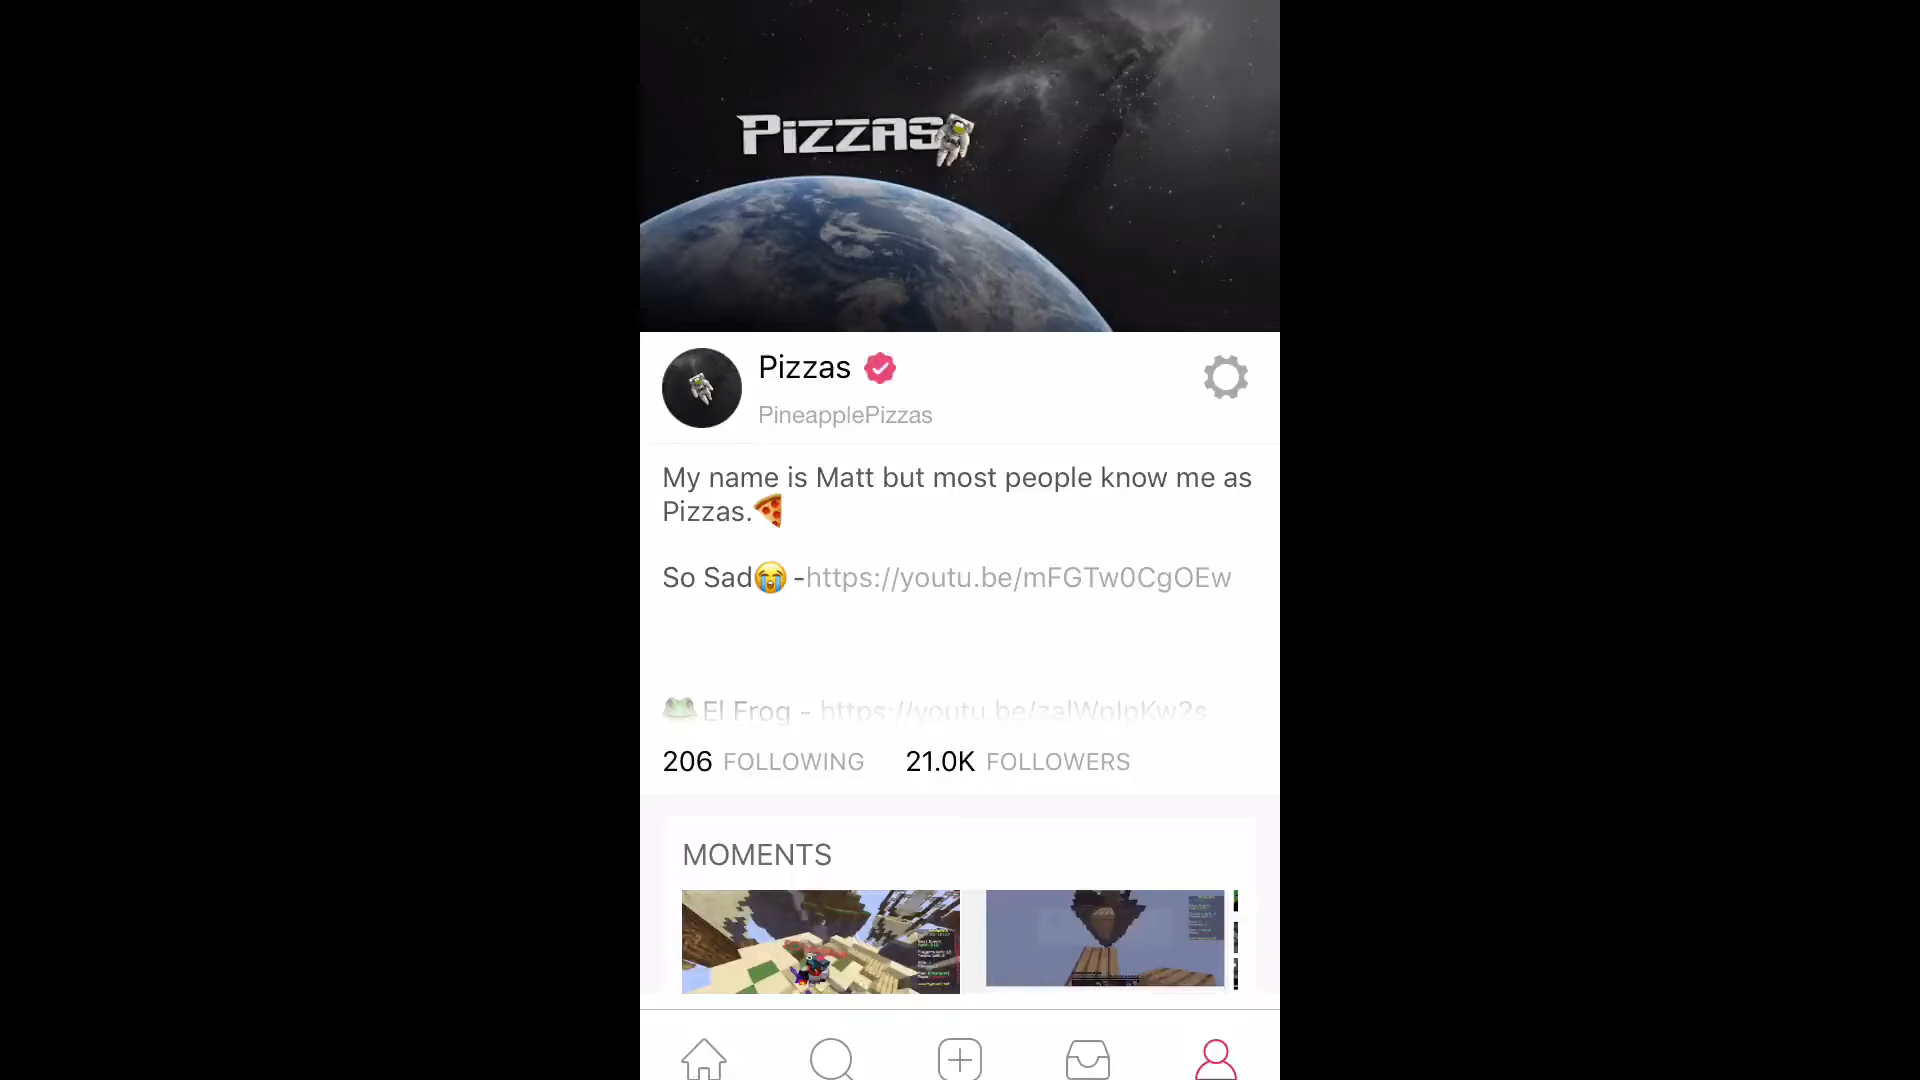 PIZZAS
Pizzas
PineapplePizzas
My name is Matt but most people know me as
Pizzas.🍕
So Sad😭 -https://youtu.be/mFGTw0CgOEw
🐸 El Frog - https://youtu.be/
206 FOLLOWING 21.0K FOLLOWERS
MOMENTS